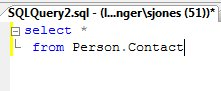 SQLQuery2.sql - (l...nger\sjones (51))*
select *
from Person.Contact